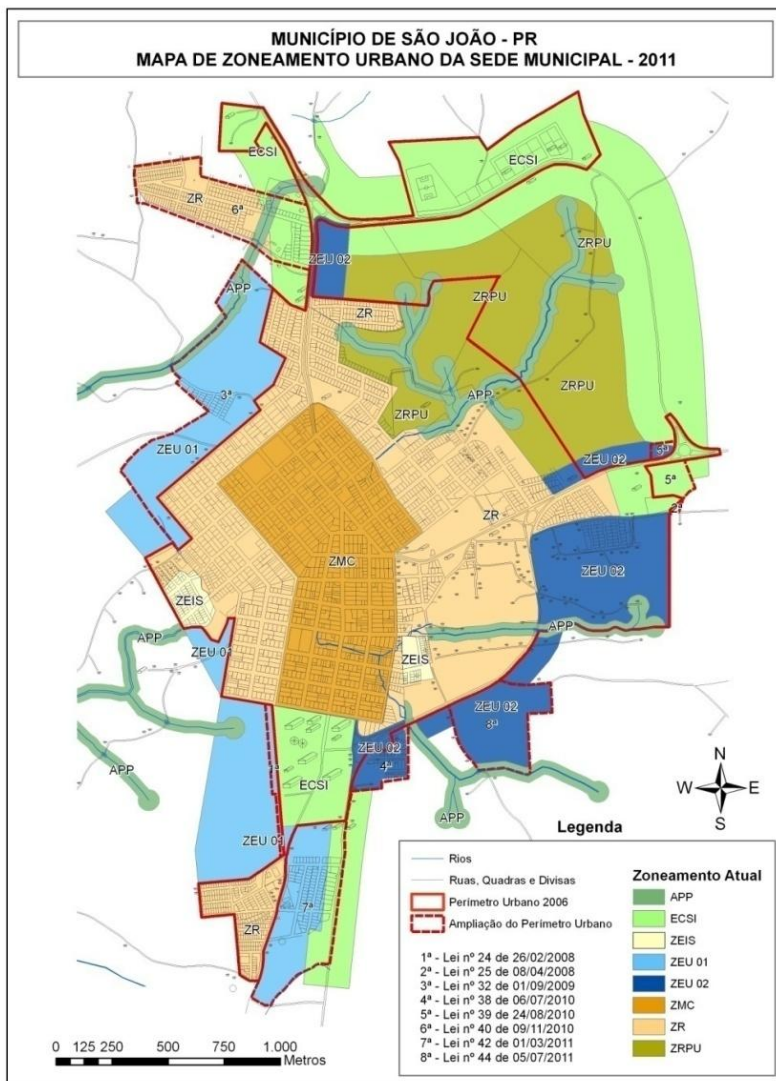 MUNICÍPIO DE SÃO JOÃO - PR
MAPA DE ZONEAMENTO URBANO DA SEDE MUNICIPAL - 2011
ECSI
ECSI
ZR
6ª
ZEU 02
ZRPU
APP
ZRPU
ZR
3ª
ZRPU
APP
ZRPU
ZEU 01
ZEU 02
5ª
5ª
2ª
ZR
ZMC
ZEU 02
ZEIS
APP
APP
ZEU 01
ZEIS
ZEU 02
8ª
ZEU 02
4ª
1ª
APP
ECSI
APP
ZEU 01
7ª
ZR
N
W E
S
Legenda
Rios
Ruas, Quadras e Divisas
Perímetro Urbano 2006
Ampliação do Perímetro Urbano
1ª - Lei nº 24 de 26/02/2008
2ª - Lei nº 25 de 08/04/2008
3ª - Lei nº 32 de 01/09/2009
4ª - Lei nº 38 de 06/07/2010
5ª - Lei nº 39 de 24/08/2010
6ª - Lei nº 40 de 09/11/2010
7ª - Lei nº 42 de 01/03/2011
8ª - Lei nº 44 de 05/07/2011
Zoneamento Atual
APP
ECSI
ZEIS
ZEU 01
ZEU 02
ZMC
ZR
ZRPU
0 125 250 500 750 1.000
Metros